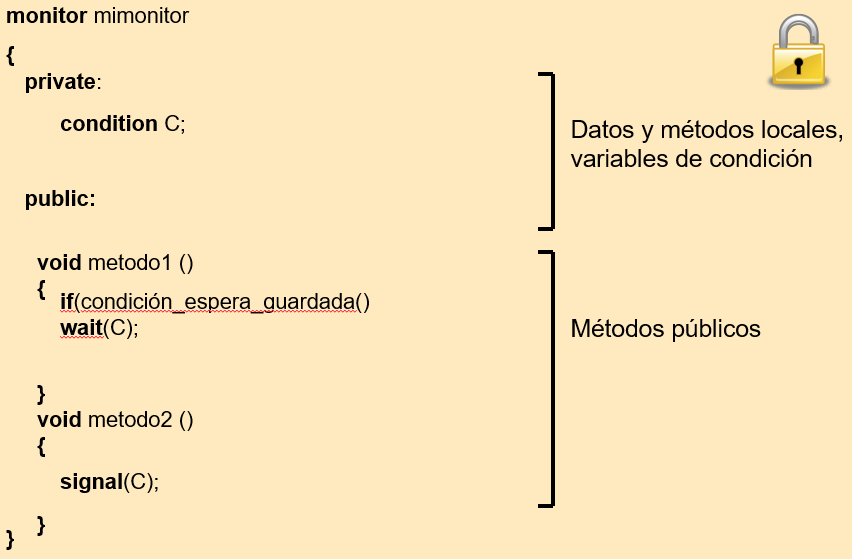 monitor mimonitor
{
private:
condition C;
Datos y métodos locales,
variables de condición
public:
void metodo1 ()
{
if(condición_espera_guardada()
wait(C);
Métodos públicos
}
void metodo2 ()
{
signal(C);
}
}